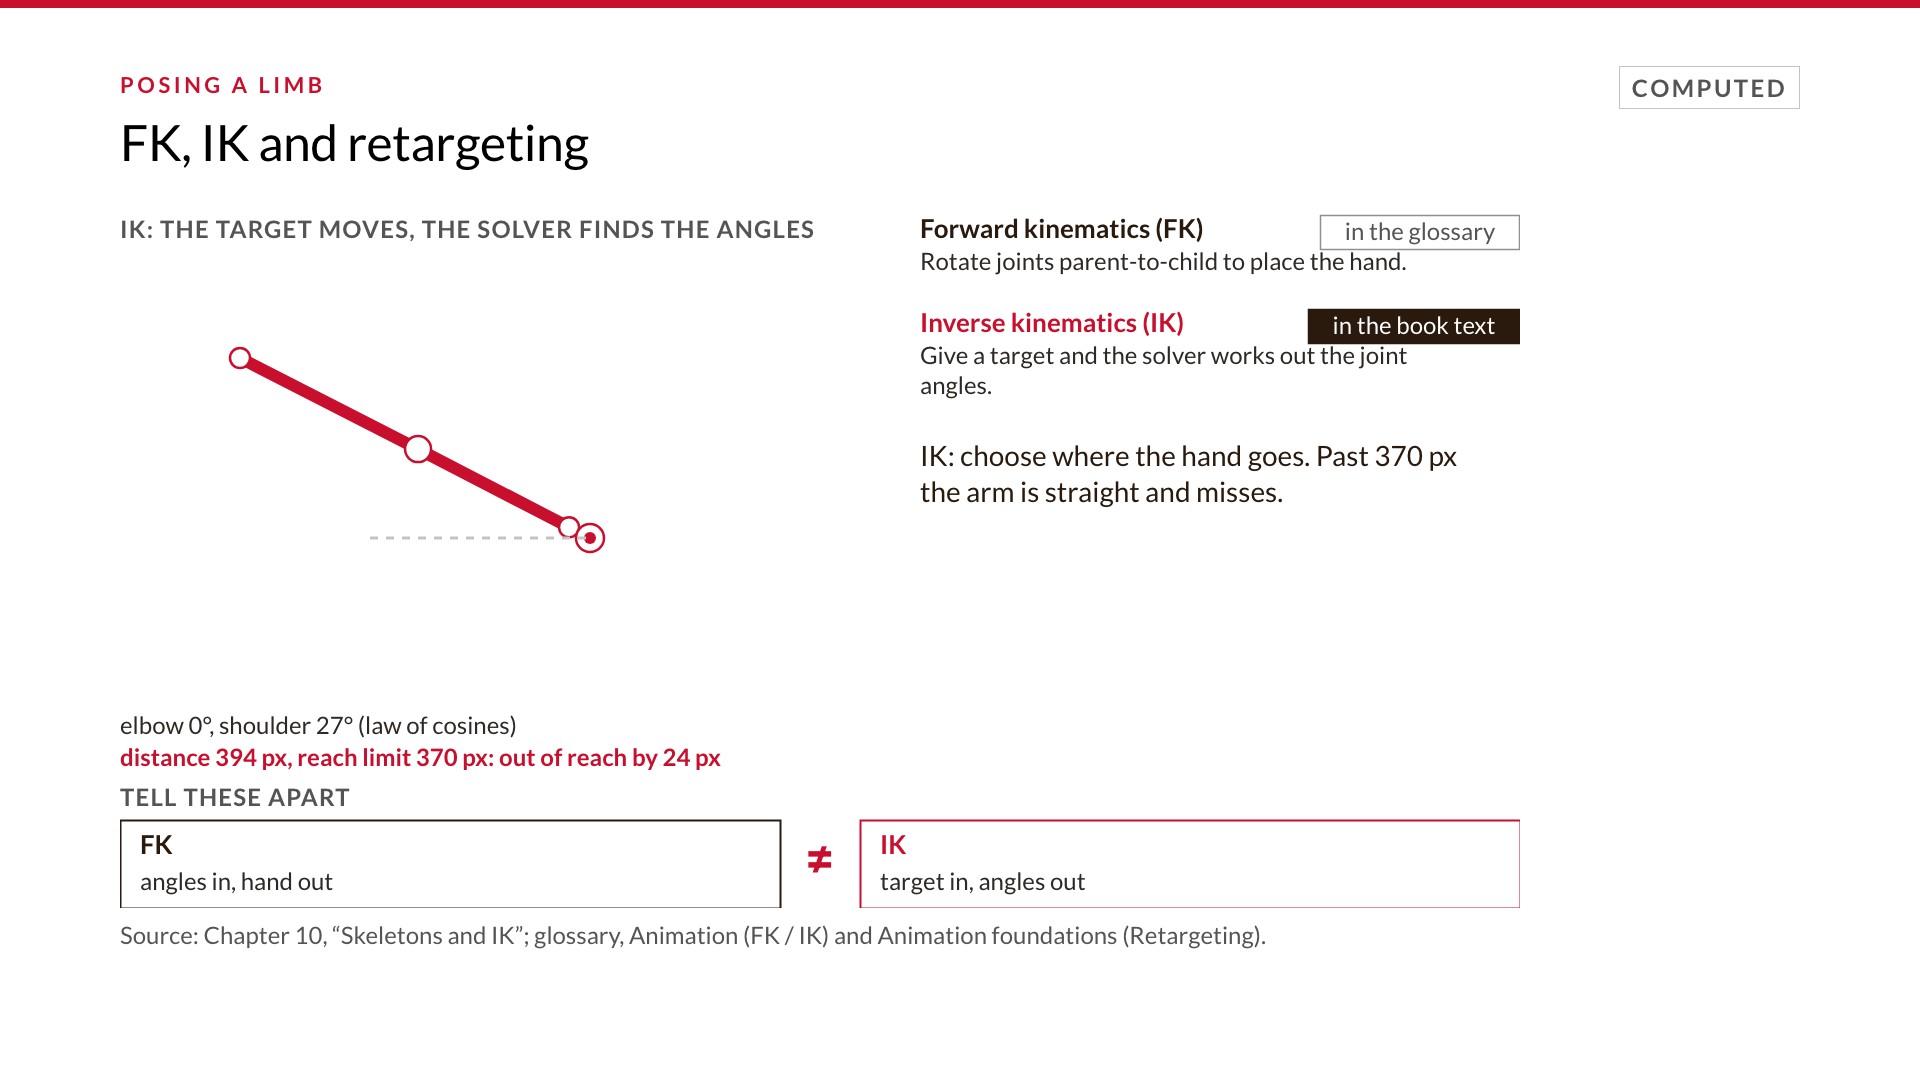 POSING A LIMB
COMPUTED
FK, IK and retargeting
IK: THE TARGET MOVES, THE SOLVER FINDS THE ANGLES
Forward kinematics (FK)
in the glossary
Rotate joints parent-to-child to place the hand.
Inverse kinematics (IK)
in the book text
Give a target and the solver works out the joint
angles.
IK: choose where the hand goes. Past 370 px
the arm is straight and misses.
elbow 0°, shoulder 27° (law of cosines)
distance 394 px, reach limit 370 px: out of reach by 24 px
TELL THESE APART
FK
angles in, hand out
≠
IK
target in, angles out
Source: Chapter 10, “Skeletons and IK”; glossary, Animation (FK / IK) and Animation foundations (Retargeting).